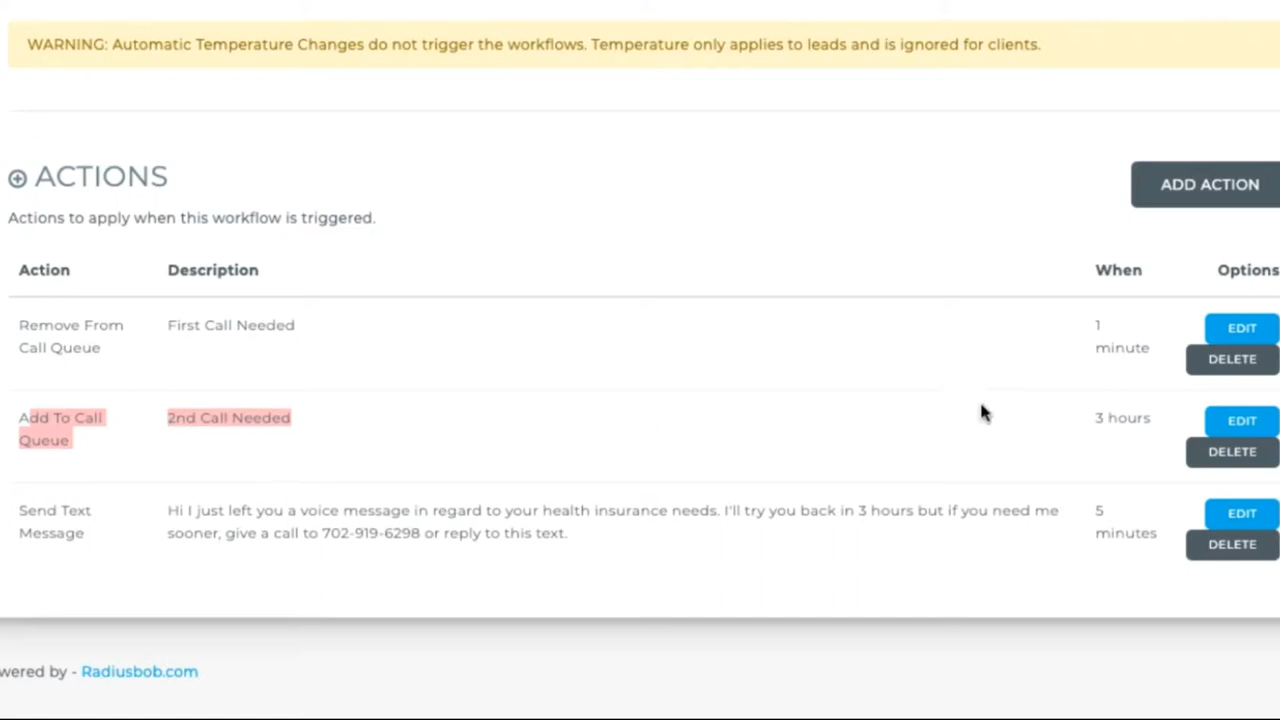 WARNING: Automatic Temperature Changes do not trigger the workflows. Temperature only applies to leads and is ignored for clients.
ACTIONS
ADD ACTION
Actions to apply when this workflow is triggered.
Action Description When Options
Remove From Call Queue
First Call Needed
1 minute
EDIT
DELETE
Add To Call Queue
2nd Call Needed
3 hours
EDIT
DELETE
Send Text Message
Hi I just left you a voice message in regard to your health insurance needs. I'll try you back in 3 hours but if you need me
sooner, give a call to 702-919-6298 or reply to this text.
5 minutes
EDIT
DELETE
wered by - Radiusbob.com